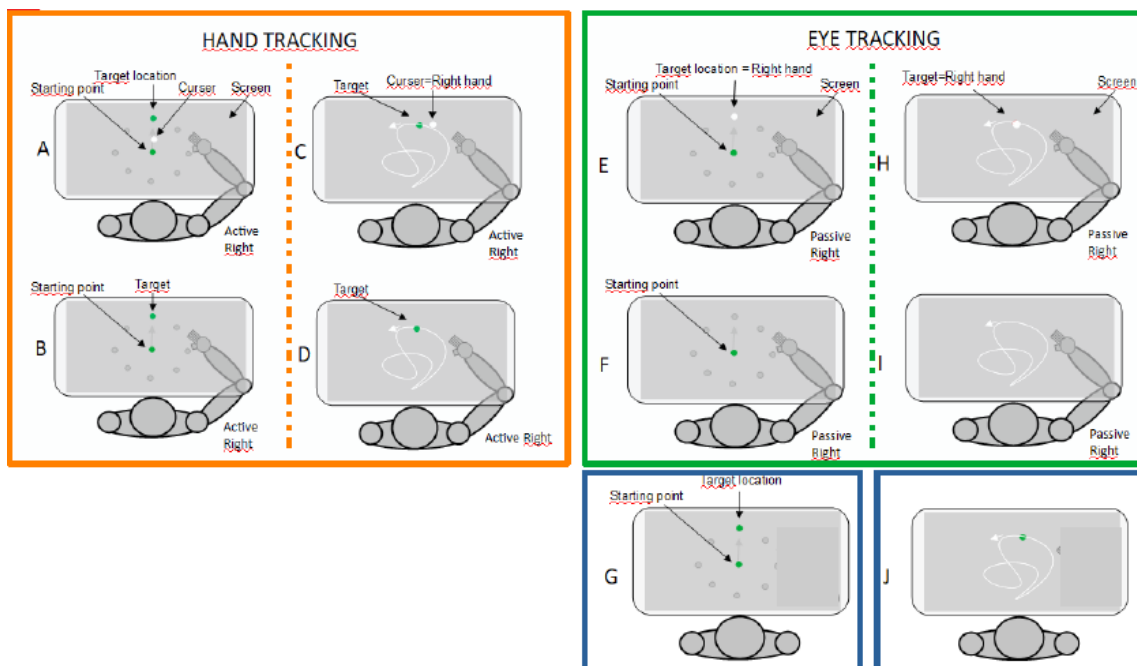 HAND TRACKING
Target location
Starting point
Curser
Screen
A
Active
Right
Curser=Right hand
Target
C
Active
Right
Starting point
Target
B
Active
Right
Target
D
Active Right
EYE TRACKING
Target location = Right hand
Starting point
Screen
E
Passive
Right
Target=Right hand
Screen
H
Passive
Right
Starting point
F
Passive
Right
I
Passive
Right
Target location
Starting point
G
J